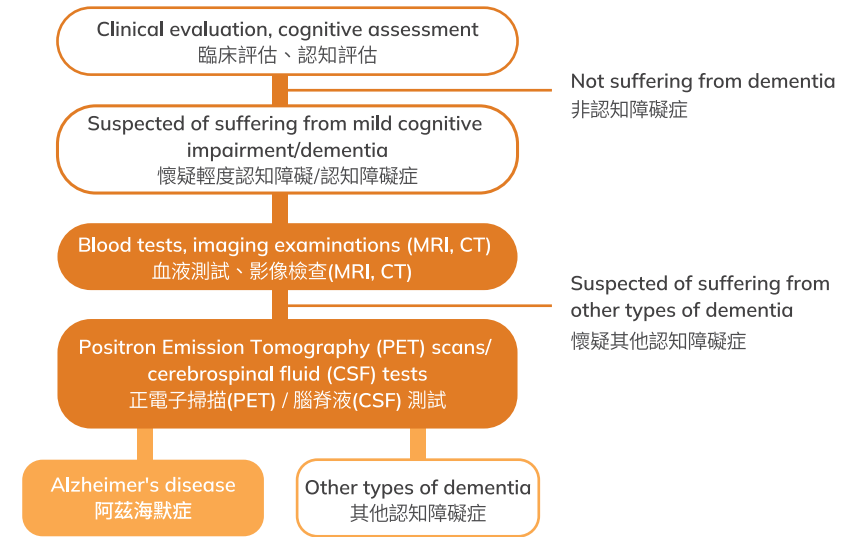 Clinical evaluation, cognitive assessment
臨床評估、認知評估
Not suffering from dementia
非認知障礙症
Suspected of suffering from mild cognitive
impairment/dementia
懷疑輕度認知障礙/認知障礙症
Blood tests, imaging examinations (MRI, CT)
血液測試、影像檢查(MRI, CT)
Suspected of suffering from
other types of dementia
懷疑其他認知障礙症
Positron Emission Tomography (PET) scans/
cerebrospinal fluid (CSF) tests
正電子掃描(PET) / 腦脊液(CSF) 測試
Alzheimer's disease
阿茲海默症
Other types of dementia
其他認知障礙症